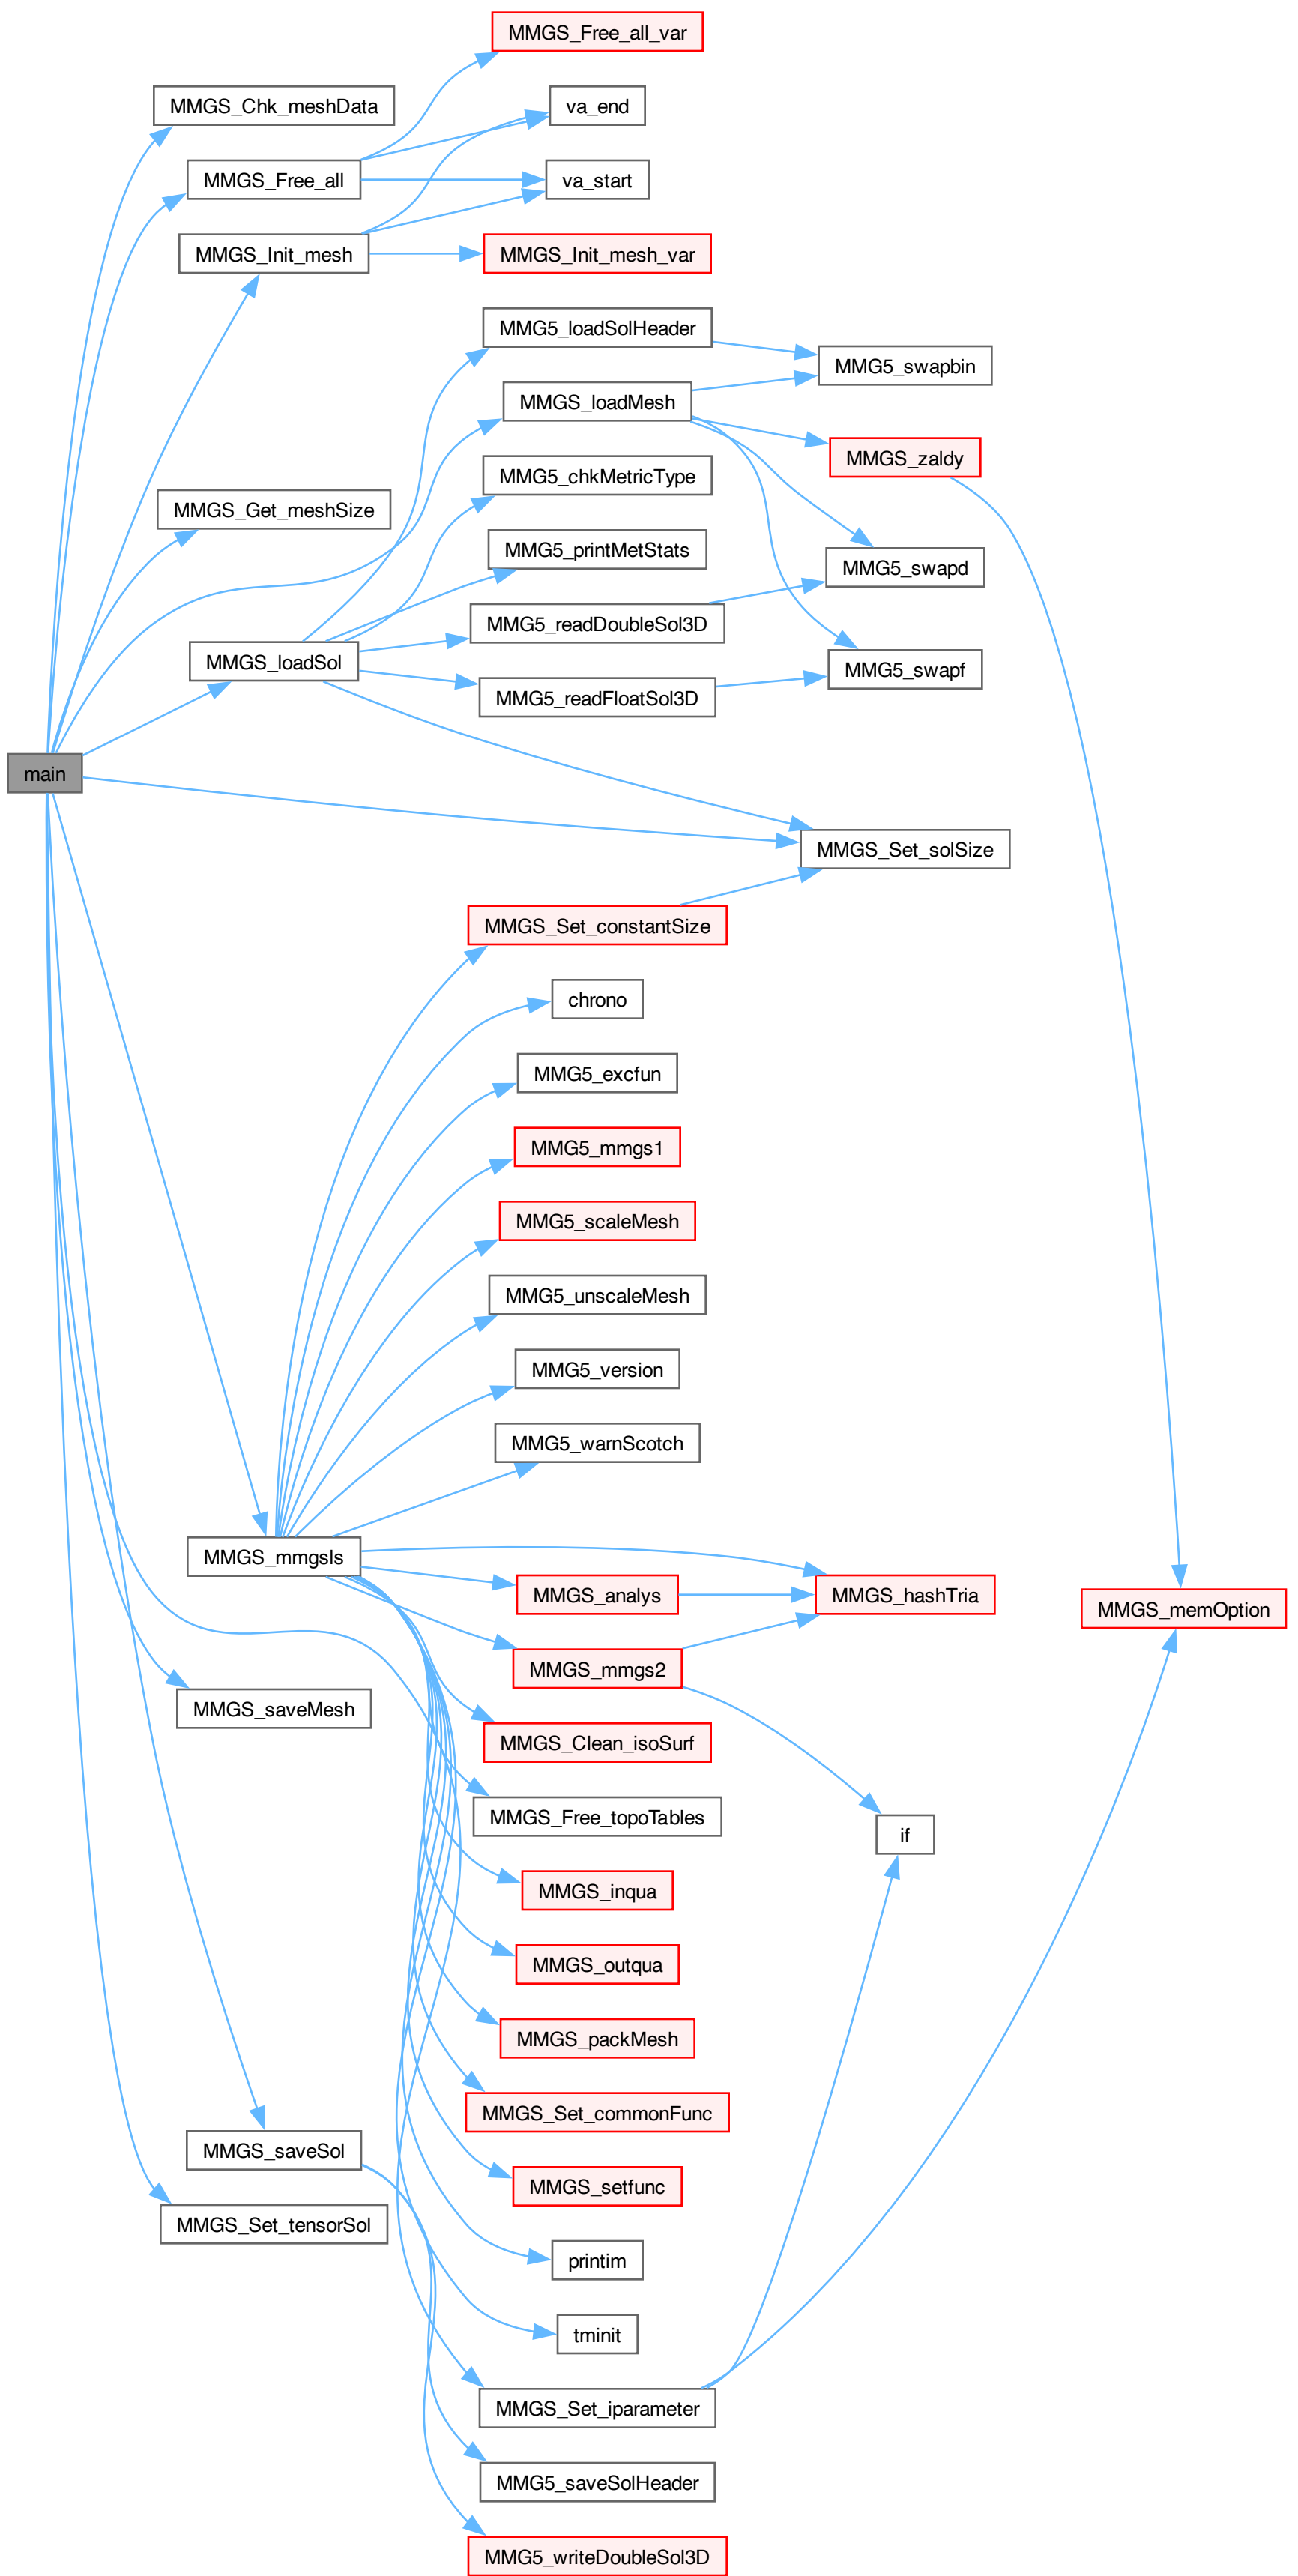 MMGS_Free_all_var
MMGS_Chk_meshData
va_end
MMGS_Free_all
va_start
MMGS_Init_mesh
MMGS_Init_mesh_var
MMG5_loadSolHeader
MMG5_swapbin
MMGS_loadMesh
MMGS_zaldy
MMG5_chkMetricType
MMGS_Get_meshSize
MMG5_printMetStats
MMG5_swapd
MMG5_readDoubleSol3D
MMGS_loadSol
MMG5_swapf
MMG5_readFloatSol3D
main
MMGS_Set_solSize
MMGS_Set_constantSize
chrono
MMG5_excfun
MMG5_mmgs1
MMG5_scaleMesh
MMG5_unscaleMesh
MMG5_version
MMG5_warnScotch
MMGS_mmgsls
MMGS_analys
MMGS_hashTria
MMGS_memOption
MMGS_mmgs2
MMGS_saveMesh
MMGS_Clean_isoSurf
MMGS_Free_topoTables
if
MMGS_inqua
MMGS_outqua
MMGS_packMesh
MMGS_Set_commonFunc
MMGS_saveSol
MMGS_setfunc
MMGS_Set_tensorSol
printim
tminit
MMGS_Set_iparameter
MMG5_saveSolHeader
MMG5_writeDoubleSol3D